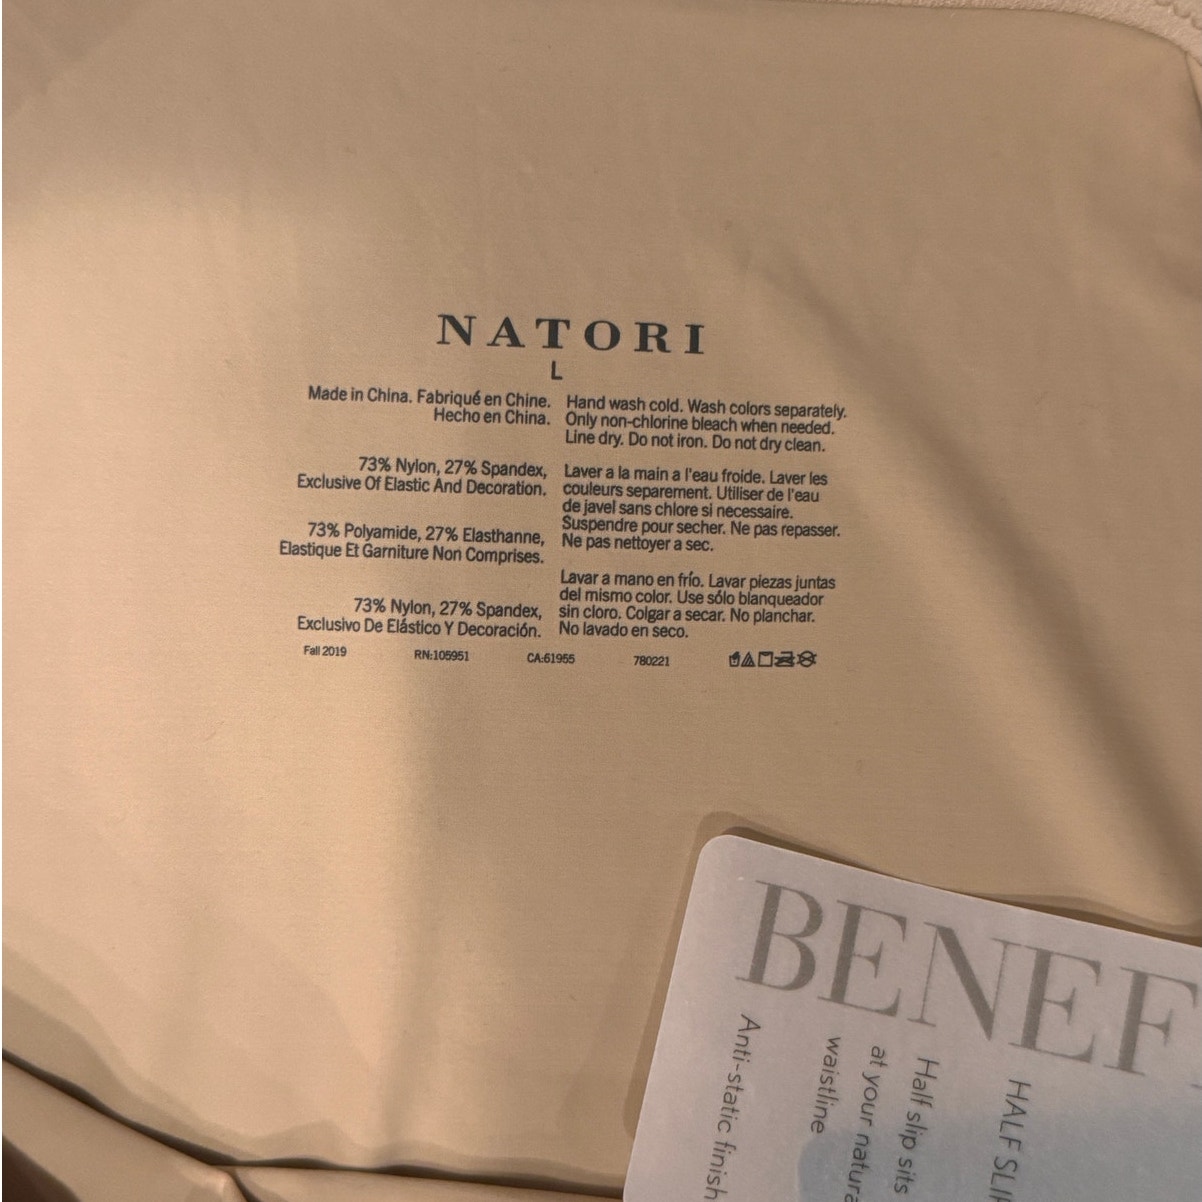 NATORI
L
Made in China. Fabriqué en Chine.
Hecho en China.
73% Nylon, 27% Spandex,
Exclusive Of Elastic And Decoration.
73% Polyamide, 27% Elasthanne,
Elastique Et Garniture Non Comprises.
73% Nylon, 27% Spandex,
Exclusivo De Elástico Y Decoración.
Hand wash cold. Wash colors separately.
Only non-chlorine bleach when needed.
Line dry. Do not iron. Do not dry clean.
Laver a la main a l'eau froide. Laver les
couleurs separement. Utiliser de l'eau
de javel sans chlore si necessaire.
Suspendre pour secher. Ne pas repasser.
Ne pas nettoyer a sec.
Lavar a mano en frío. Lavar piezas juntas
del mismo color. Use sólo blanqueador
sin cloro. Colgar a secar. No planchar.
No lavado en seco.
Fall 2019 RN:105951 CA:61955 780221
BENEF
HALF SLIP
Half slip sits
at your natura
waistline
Anti-static finish